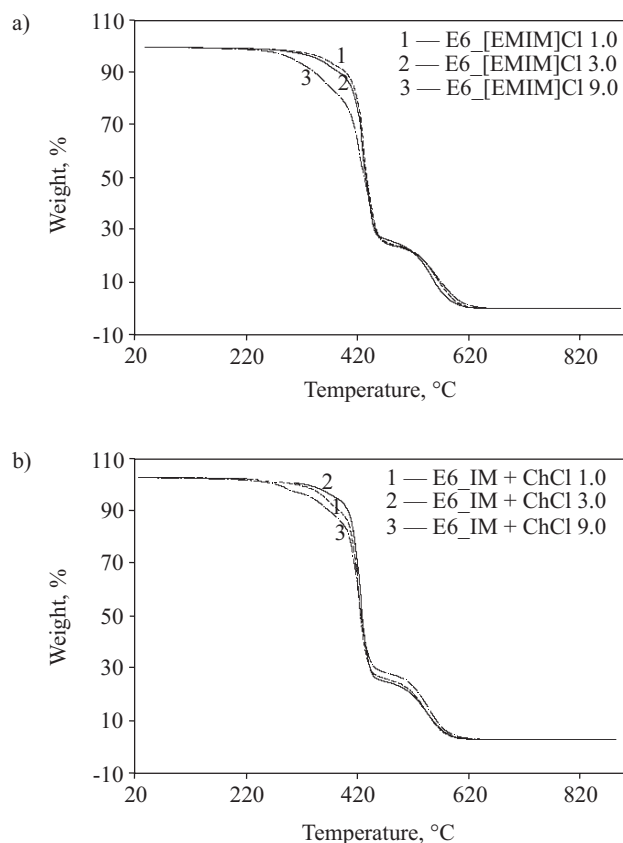 a)
110
90
70
50
30
10
-10
Weight, %
1 — E6_[EMIM]Cl 1.0
2 — E6_[EMIM]Cl 3.0
3 — E6_[EMIM]Cl 9.0
1
2
3
20 220 420 620 820
Temperature, °C
b)
110
90
70
50
30
10
-10
Weight, %
1 — E6_IM + ChCl 1.0
2 — E6_IM + ChCl 3.0
3 — E6_IM + ChCl 9.0
2
1
3
20 220 420 620 820
Temperature, °C